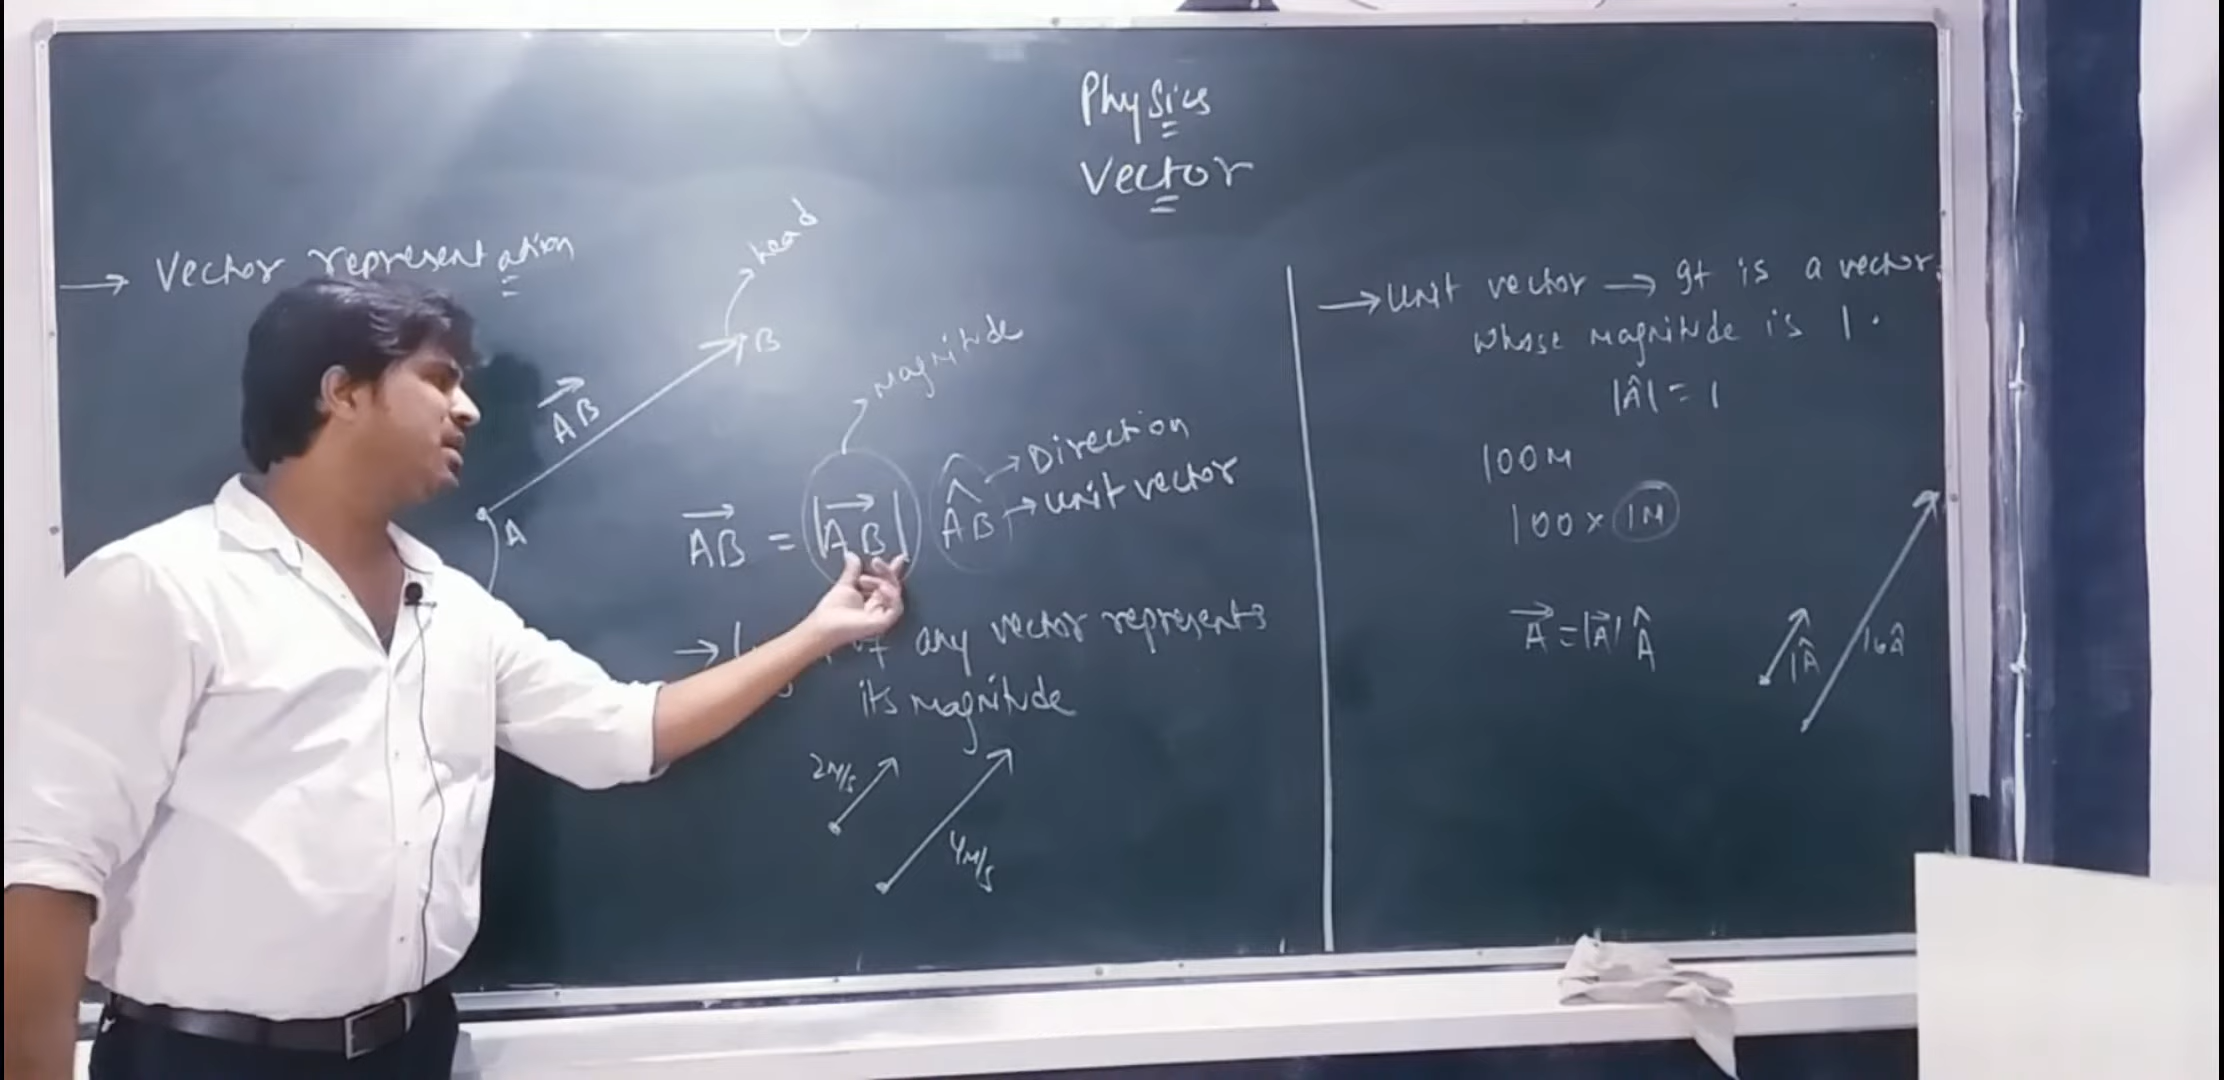 Physics
Vector
→ Vector representation
head
B
AB
A
Magnitude
AB = |AB| AB
→ Direction
→ unit vector
→ of any vector represents
its magnitude
2M/s
4M/s
→ unit vector → It is a vector
whose magnitude is 1.
|Â| = 1
100M
100 × 1M
A = |A| Â
1Â